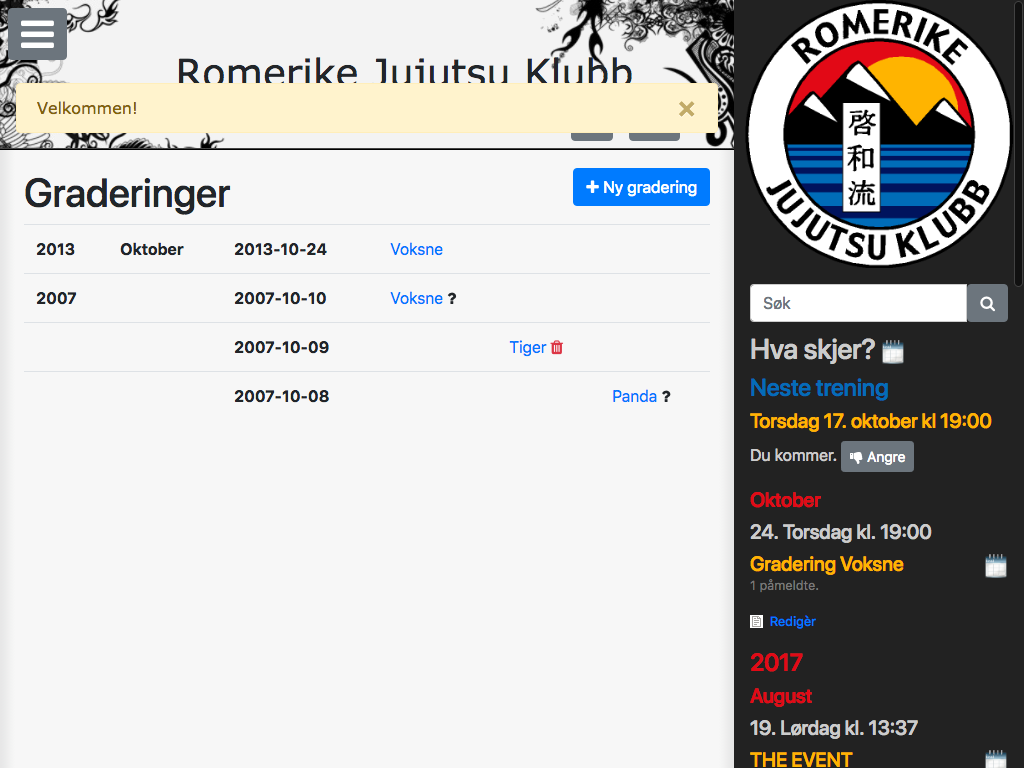 Romerike Jujutsu Klubb
Velkommen!
×
Graderinger
Ny gradering
2013 Oktober 2013-10-24 Voksne
2007 2007-10-10 Voksne ?
2007-10-09 Tiger
2007-10-08 Panda ?
ROMERIKE
啓和流
JUJUTSU KLUBB
Søk
Hva skjer?
Neste trening
Torsdag 17. oktober kl 19:00
Du kommer. Angre
Oktober
24. Torsdag kl. 19:00
Gradering Voksne
1 påmeldte.
Redigèr
2017
August
19. Lørdag kl. 13:37
THE EVENT